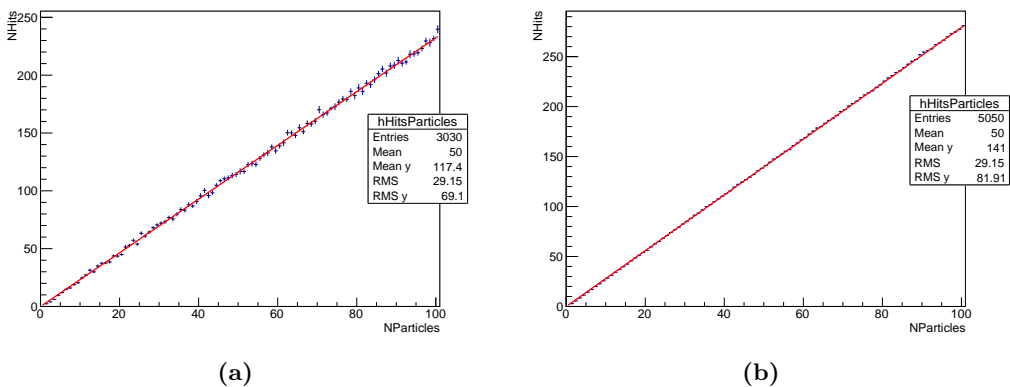 NHits
250
200
150
100
50
0
hHitsParticles
Entries 3030
Mean 50
Mean y 117.4
RMS 29.15
RMS y 69.1
0 20 40 60 80 100
NParticles
(a)
NHits
250
200
150
100
50
0
hHitsParticles
Entries 5050
Mean 50
Mean y 141
RMS 29.15
RMS y 81.91
0 20 40 60 80 100
NParticles
(b)